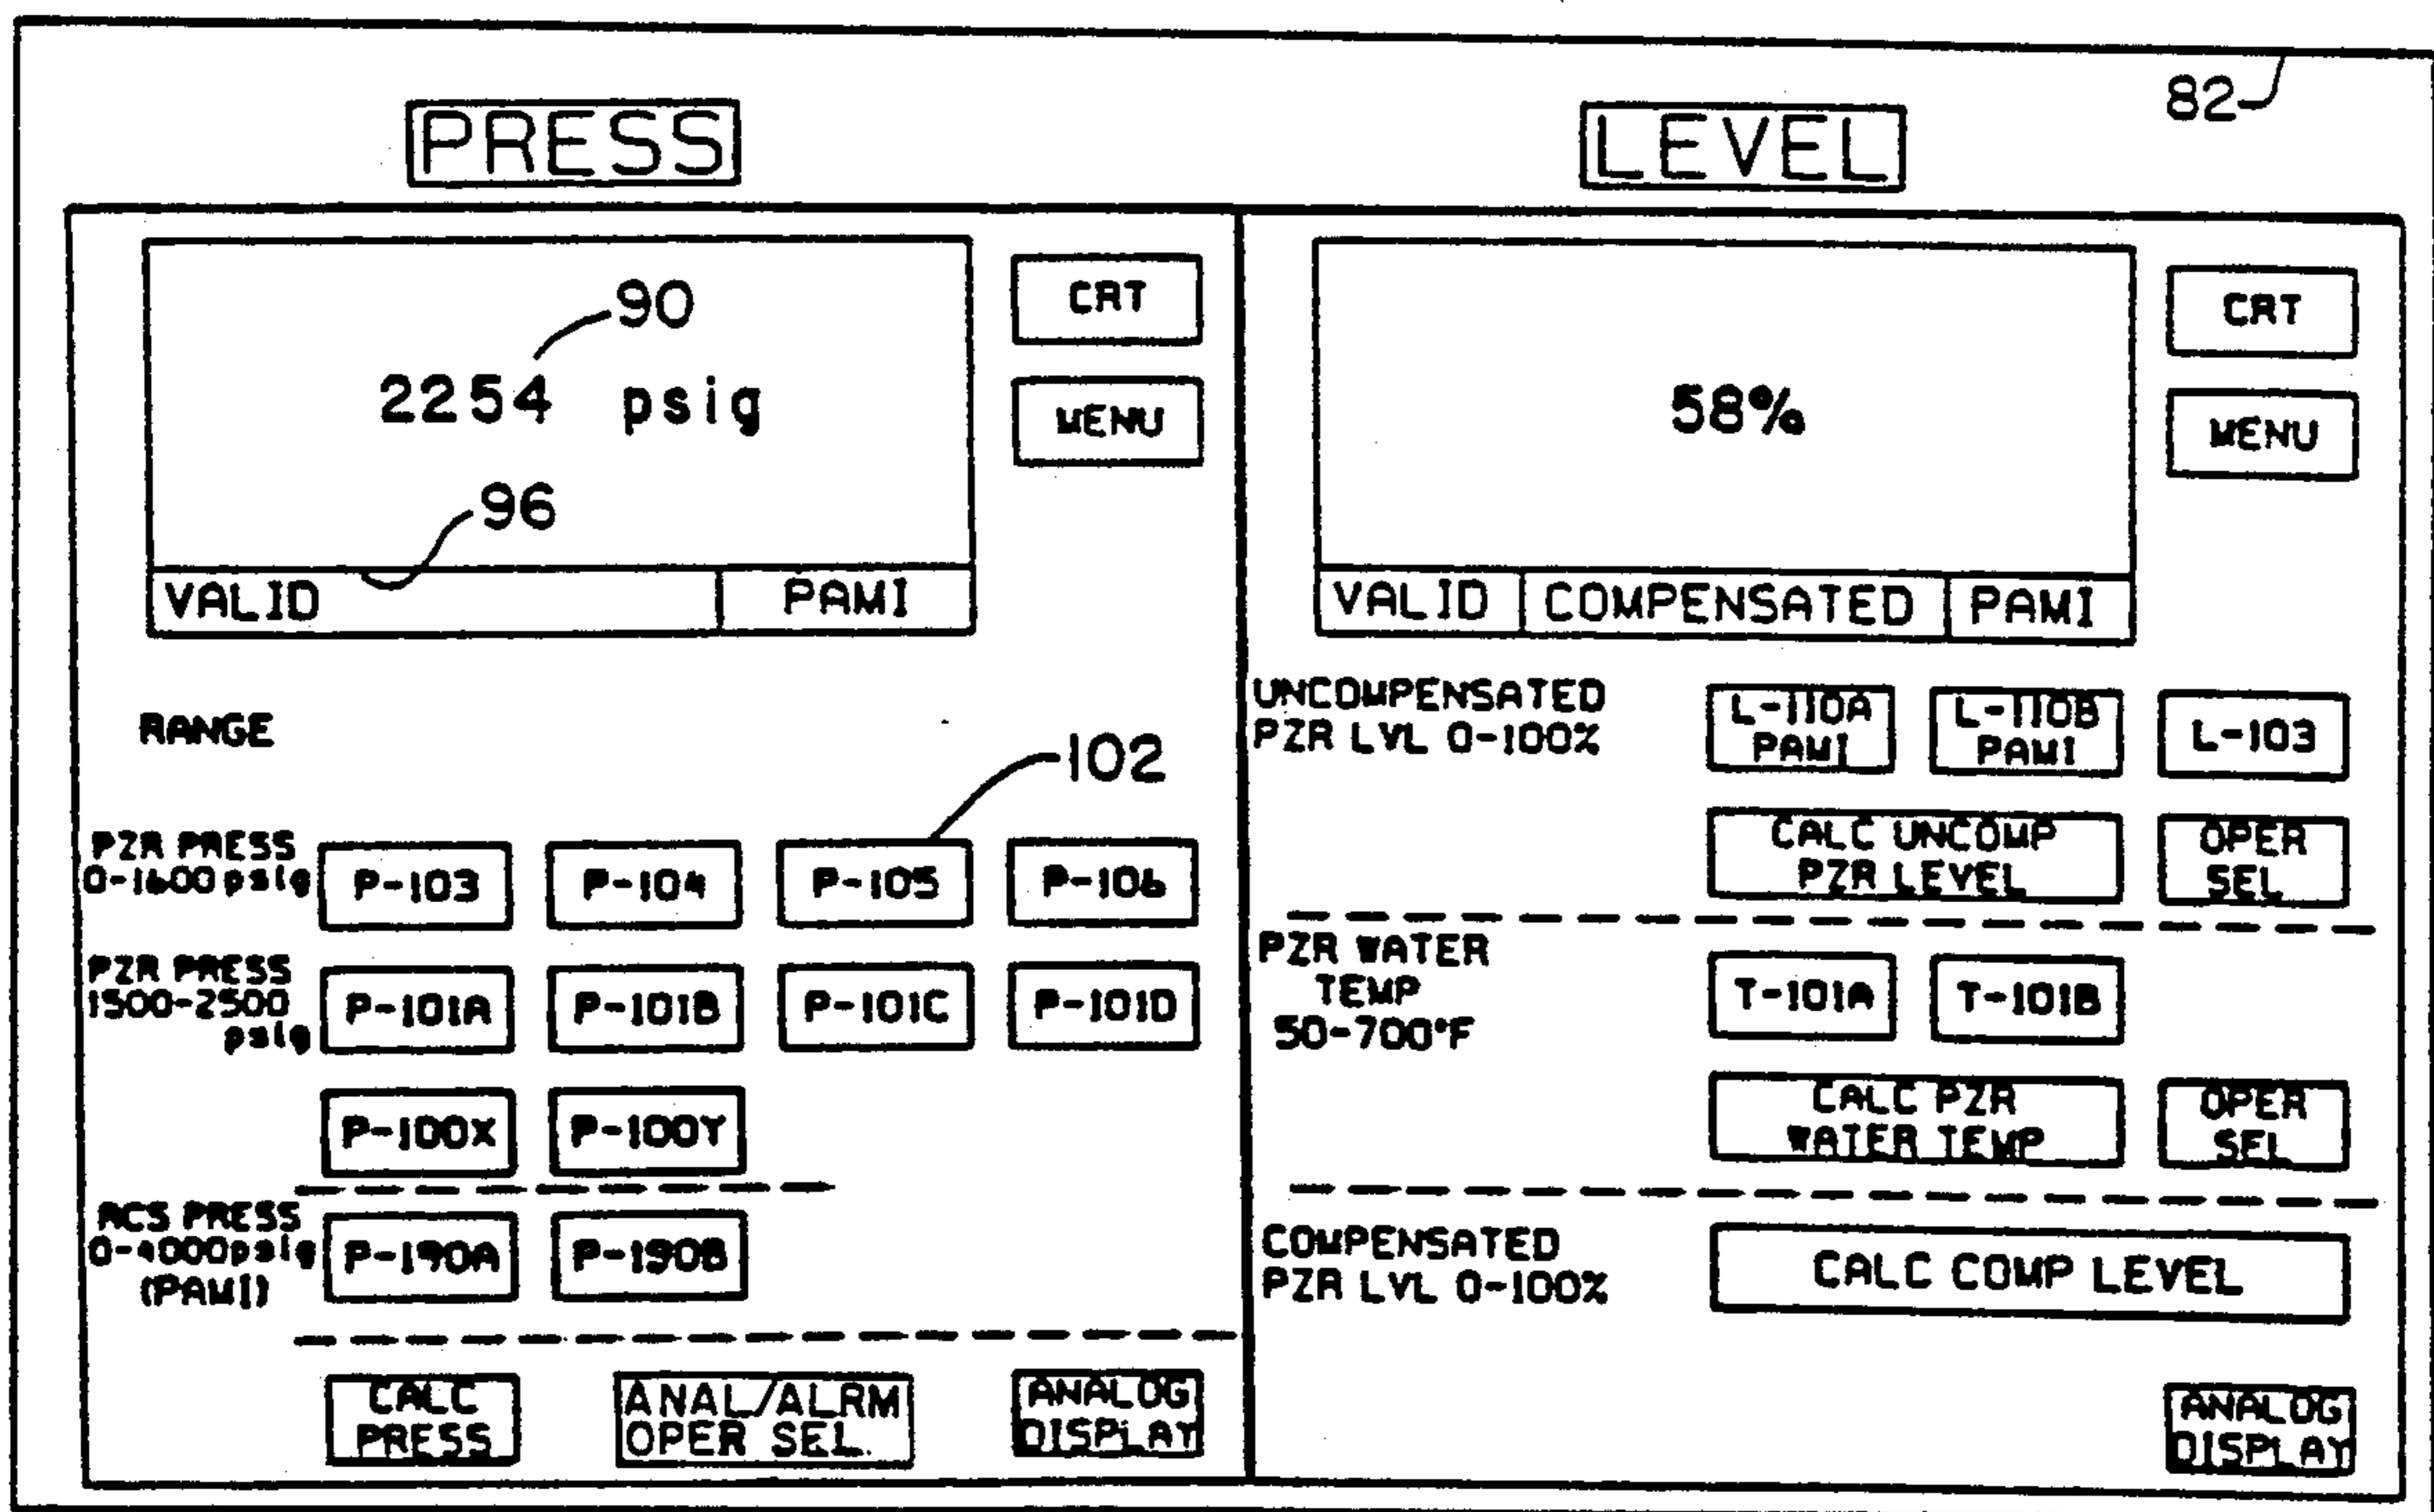 82
PRESS
LEVEL
90
2254 psig
96
VALID
PAMI
CRT
MENU
RANGE
102
PZR PRESS
0-1600 psig
P-103
P-104
P-105
P-106
PZR PRESS
1500-2500
psig
P-101A
P-101B
P-101C
P-101D
P-100X
P-100Y
RCS PRESS
0-4000psig
(PAMI)
P-190A
P-190B
CALC
PRESS
ANAL/ALRM
OPER SEL.
ANALOG
DISPLAY
58%
VALID
COMPENSATED
PAMI
CRT
MENU
UNCOMPENSATED
PZR LVL 0-100%
L-110A
PAMI
L-110B
PAMI
L-103
CALC UNCOMP
PZR LEVEL
OPER
SEL
PZR WATER
TEMP
50-700°F
T-101A
T-101B
CALC PZR
WATER TEMP
OPER
SEL
COMPENSATED
PZR LVL 0-100%
CALC COMP LEVEL
ANALOG
DISPLAY